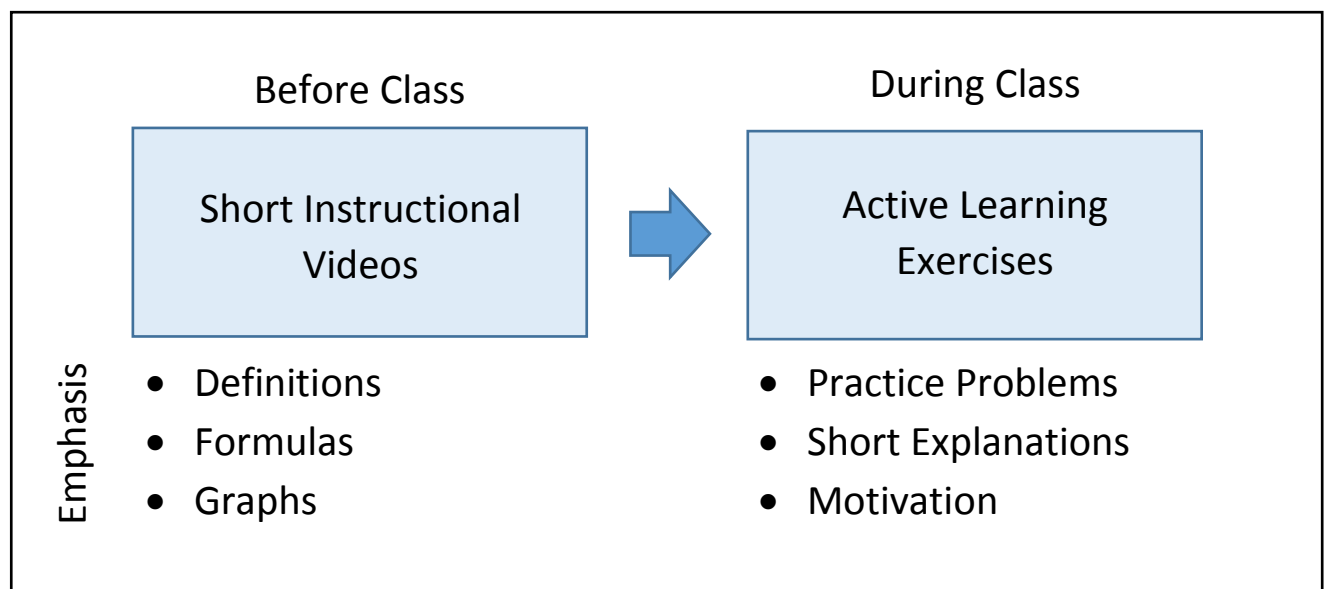 Before Class
Short Instructional
Videos
During Class
Active Learning
Exercises
Emphasis
• Definitions
• Formulas
• Graphs
• Practice Problems
• Short Explanations
• Motivation